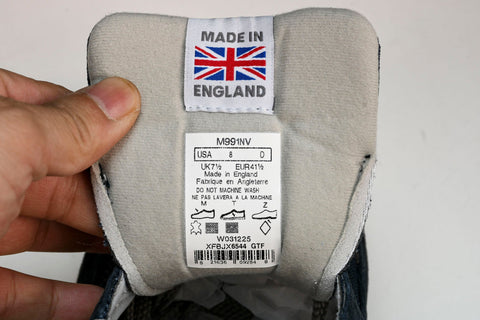 MADE IN
ENGLAND
M991NV
USA 8 D
UK7½ EUR41½
Made in England
Fabrique en Angleterre
DO NOT MACHINE WASH
NE PAS LAVERA A LA MACHINE
M T Z
W031225
XFBJX6544 GTF